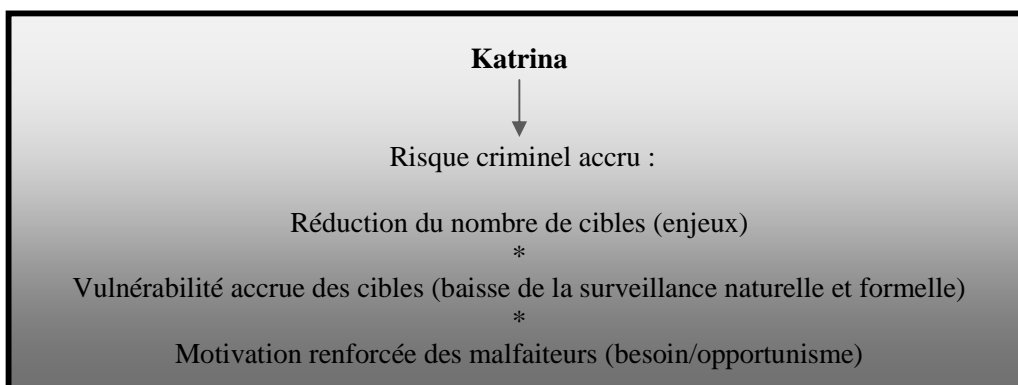 Katrina
Risque criminel accru :
Réduction du nombre de cibles (enjeux)
*
Vulnérabilité accrue des cibles (baisse de la surveillance naturelle et formelle)
*
Motivation renforcée des malfaiteurs (besoin/opportunisme)